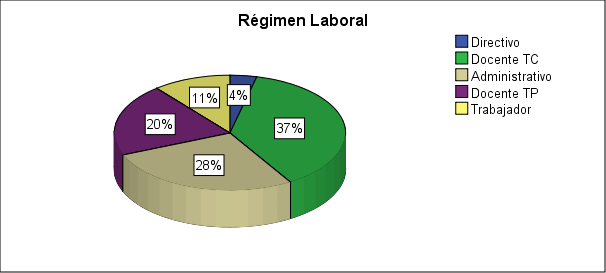 Régimen Laboral
Directivo
Docente TC
Administrativo
Docente TP
Trabajador
4%
11%
37%
20%
28%